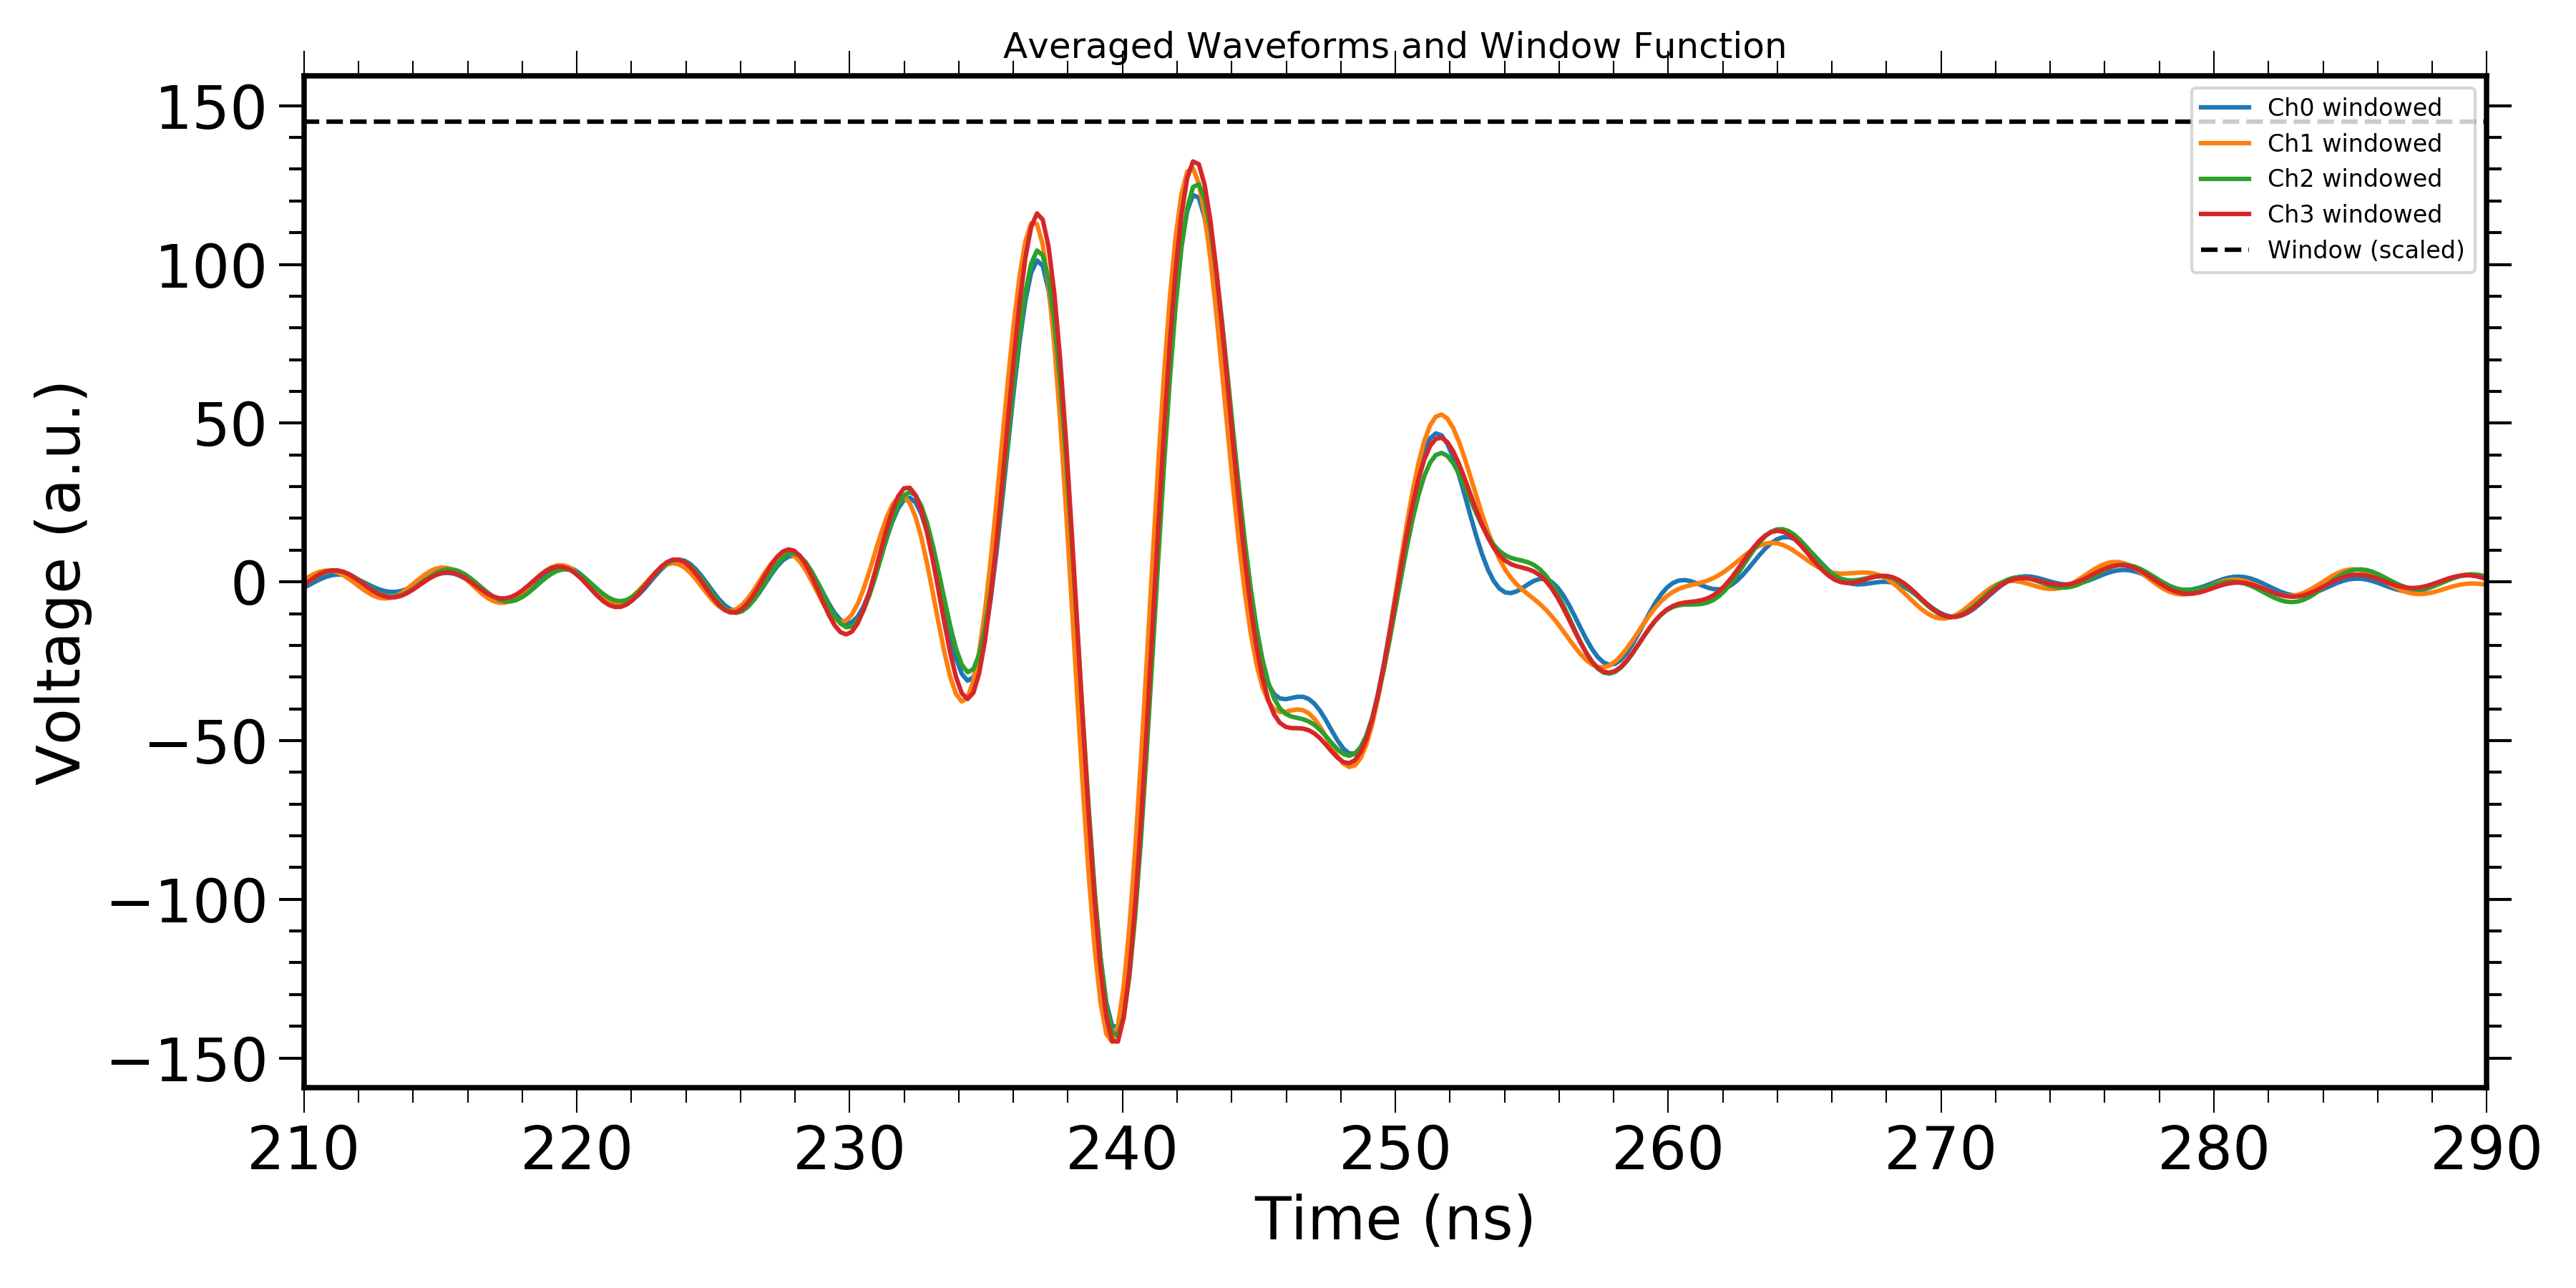 Averaged Waveforms and Window Function
Voltage (a.u.)
150
100
50
0
−50
−100
−150
Ch0 windowed
Ch1 windowed
Ch2 windowed
Ch3 windowed
Window (scaled)
210 220 230 240 250 260 270 280 290
Time (ns)